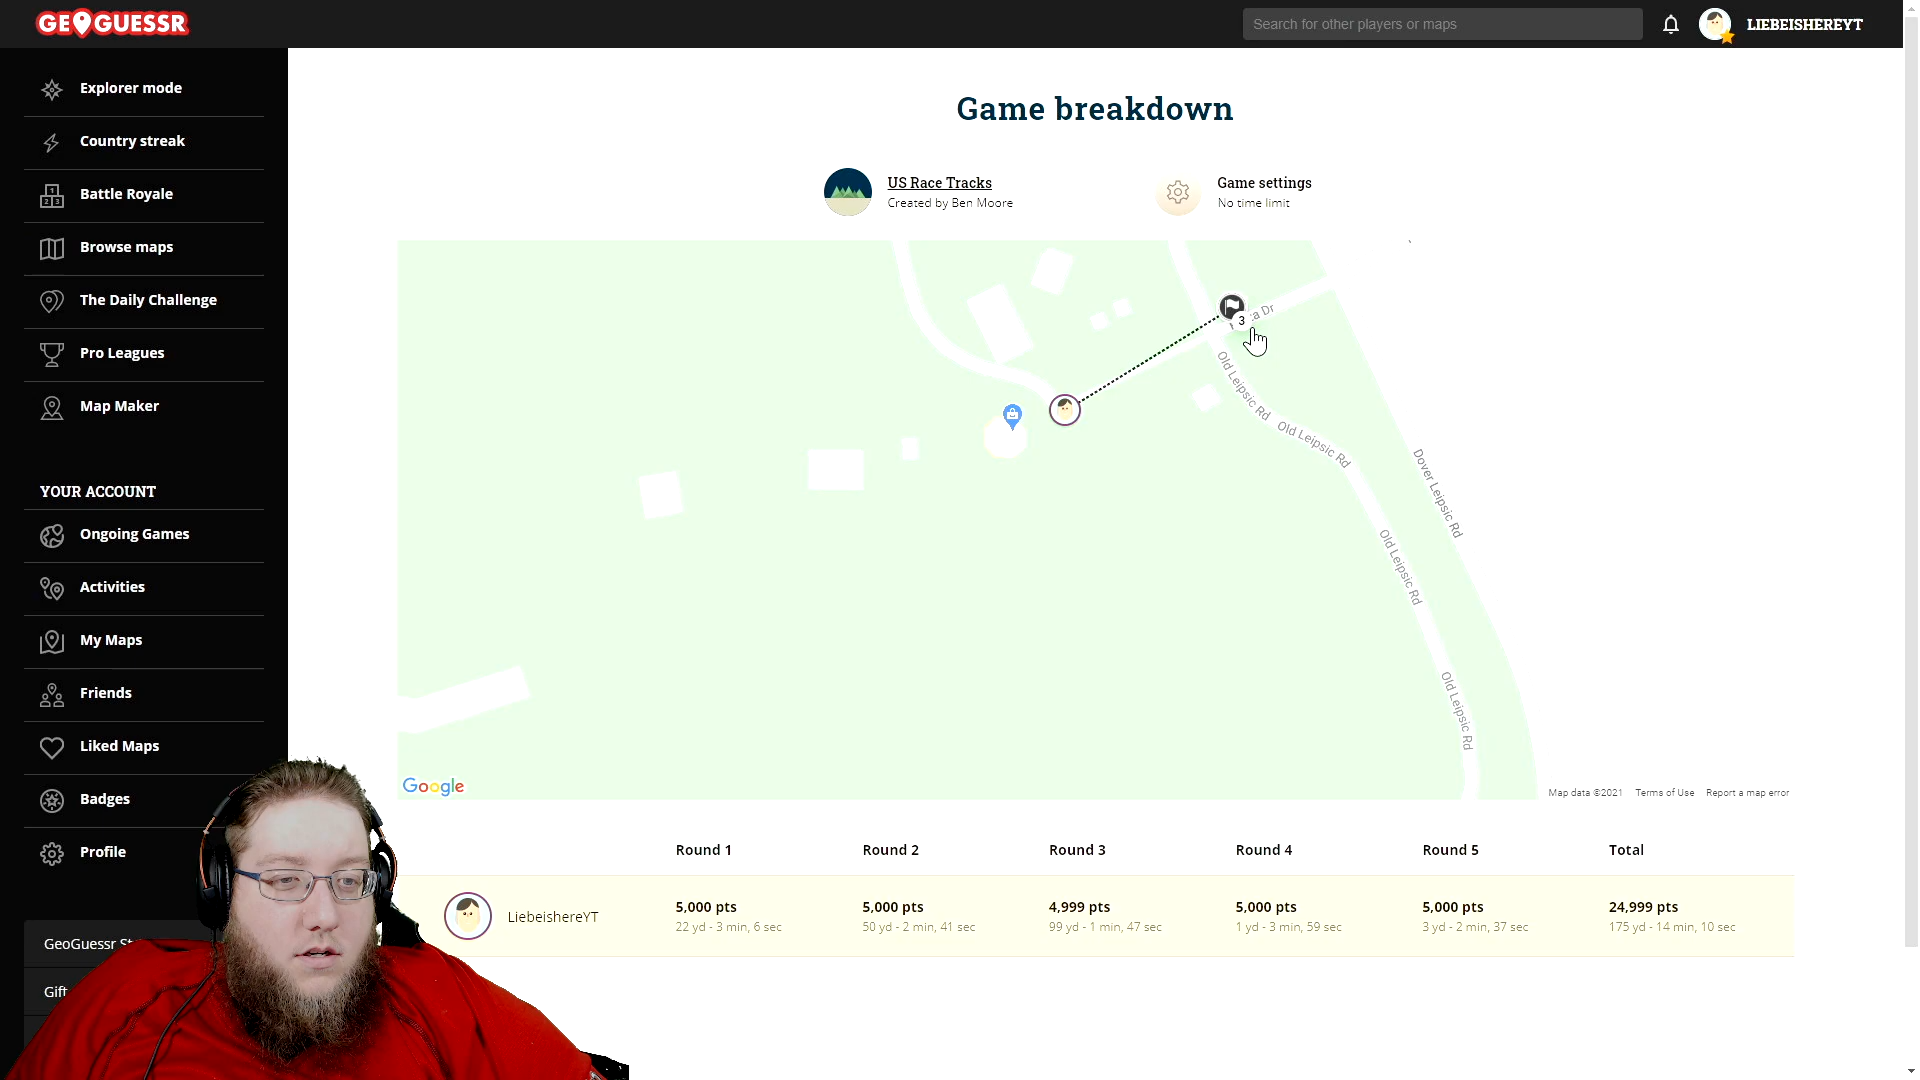 GEOGUESSR
Search for other players or maps
LIEBEISHEREYT
Explorer mode
Country streak
Battle Royale
Browse maps
The Daily Challenge
Pro Leagues
Map Maker
YOUR ACCOUNT
Ongoing Games
Activities
My Maps
Friends
Liked Maps
Badges
Profile
GeoGuessr St
Gift
Game breakdown
US Race Tracks
Created by Ben Moore
Game settings
No time limit
3
a Dr
Old Leipsic Rd
Old Leipsic Rd
Dover Leipsic Rd
Old Leipsic Rd
Old Leipsic Rd
Google
Map data ©2021 Terms of Use Report a map error
Round 1 Round 2 Round 3 Round 4 Round 5 Total
LiebeishereYT
5,000 pts 5,000 pts 4,999 pts 5,000 pts 5,000 pts 24,999 pts
22 yd - 3 min, 6 sec 50 yd - 2 min, 41 sec 99 yd - 1 min, 47 sec 1 yd - 3 min, 59 sec 3 yd - 2 min, 37 sec 175 yd - 14 min, 10 sec